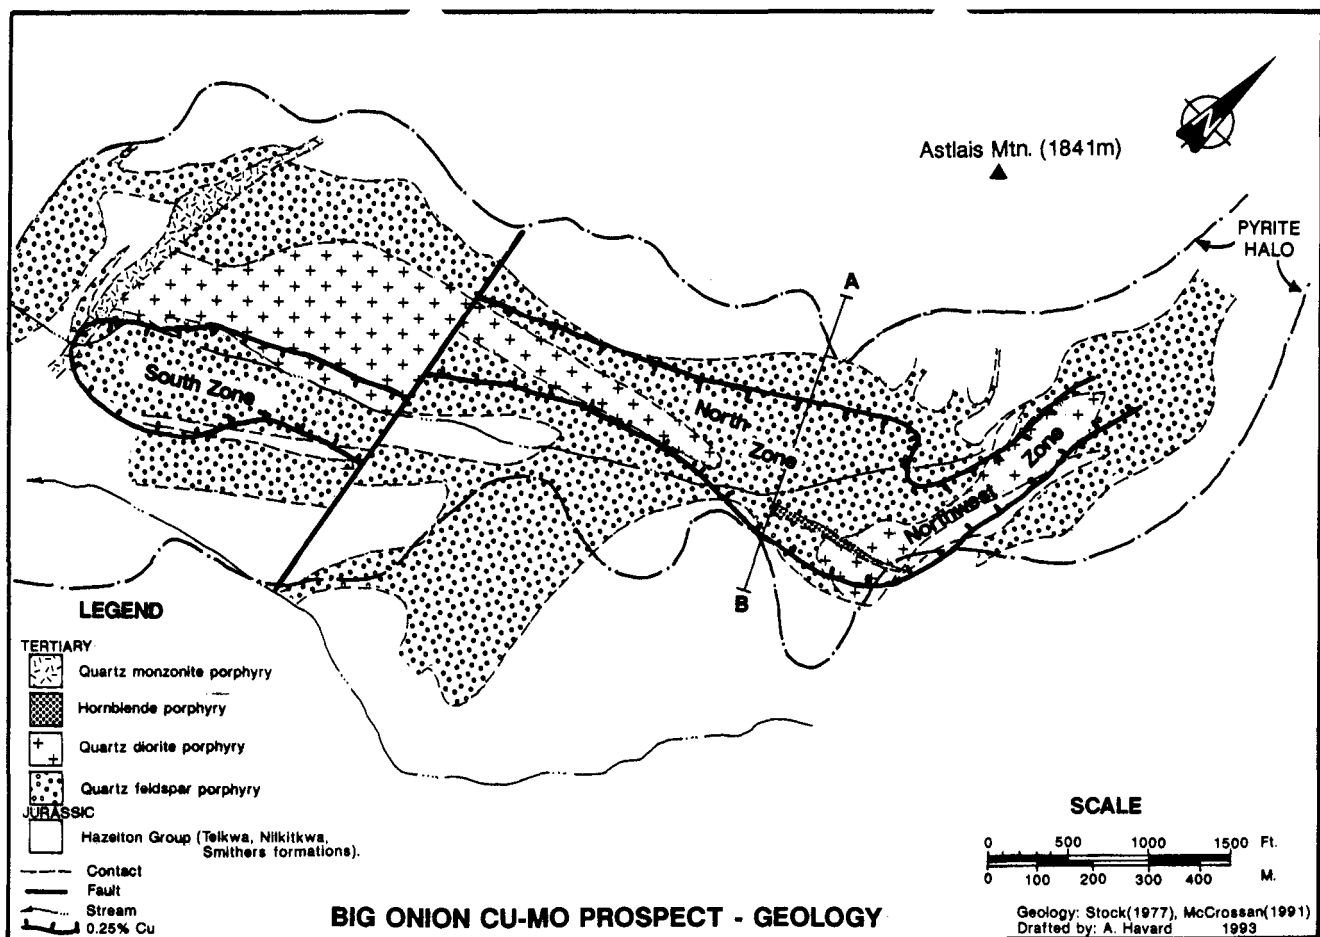 Astlais Mtn. (1841m)
N
PYRITE
HALO
A
South Zone
North
Zone
Northwest
Zone
B
LEGEND
TERTIARY
Quartz monzonite porphyry
Hornblende porphyry
Quartz diorite porphyry
Quartz feldspar porphyry
JURASSIC
Hazelton Group (Telkwa, Nilkitkwa,
Smithers formations).
Contact
Fault
Stream
0.25% Cu
SCALE
0 500 1000 1500 Ft.
0 100 200 300 400 M.
BIG ONION CU-MO PROSPECT - GEOLOGY
Geology: Stock(1977), McCrossan(1991)
Drafted by: A. Havard 1993